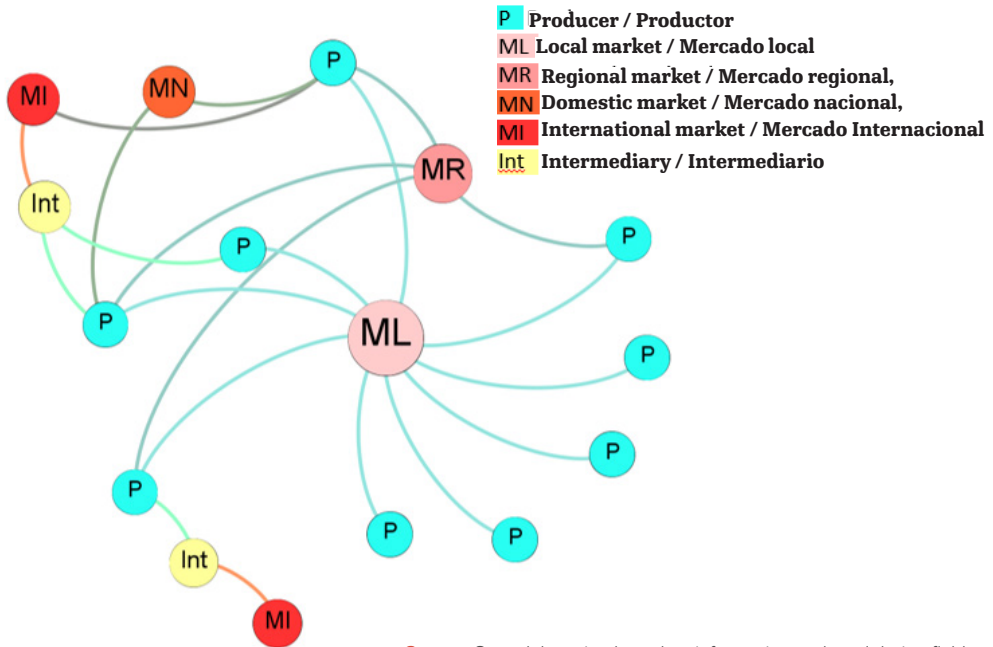 P Producer / Productor
ML Local market / Mercado local
MR Regional market / Mercado regional,
MN Domestic market / Mercado nacional,
MI International market / Mercado Internacional
Int Intermediary / Intermediario
P
MN
MI
MR
Int
P
P
P
ML
P
P
P
P
P
Int
MI